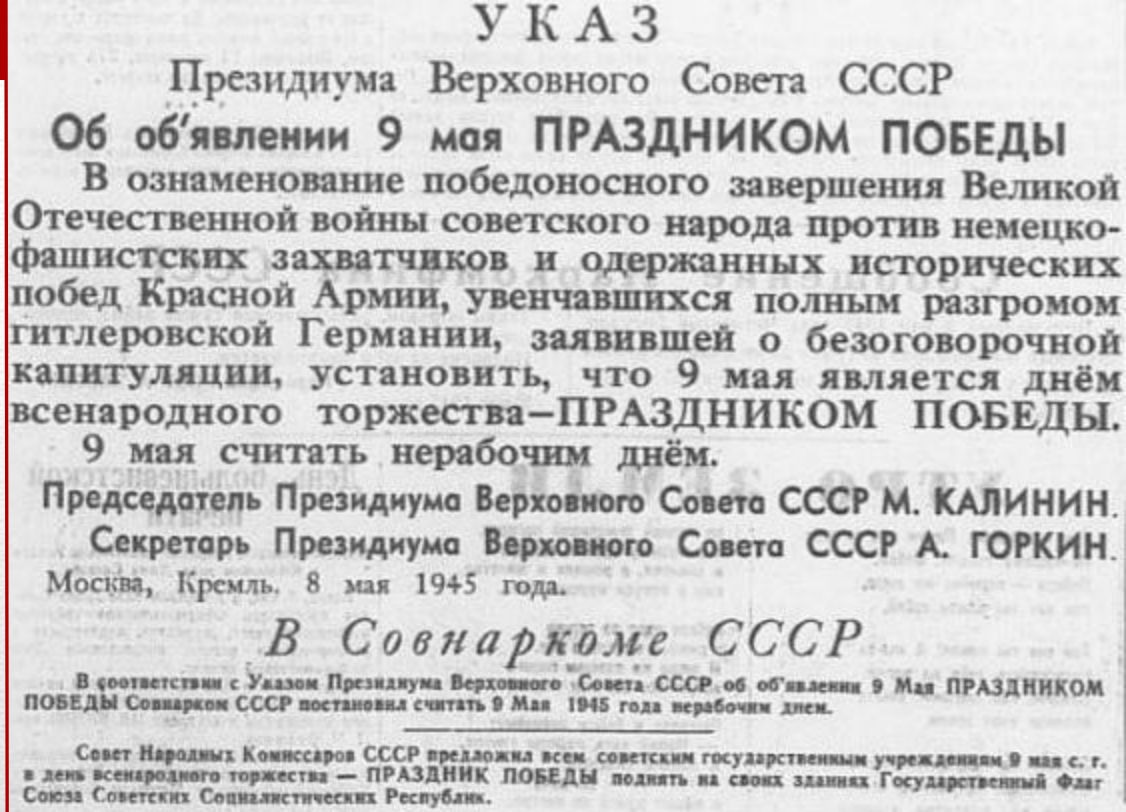 УКАЗ
Президиума Верховного Совета СССР
Об об'явлении 9 мая ПРАЗДНИКОМ ПОБЕДЫ
В ознаменование победоносного завершения Великой
Отечественной войны советского народа против немецко-
фашистских захватчиков и одержанных исторических
побед Красной Армии, увенчавшихся полным разгромом
гитлеровской Германии, заявившей о безоговорочной
капитуляции, установить, что 9 мая является днём
всенародного торжества—ПРАЗДНИКОМ ПОБЕДЫ.
9 мая считать нерабочим днём.
Председатель Президиума Верховного Совета СССР М. КАЛИНИН.
Секретарь Президиума Верховного Совета СССР А. ГОРКИН.
Москва, Кремль. 8 мая 1945 года.
В Совнаркоме СССР
В соответствии с Указом Президиума Верховного Совета СССР об об'явлении 9 Мая ПРАЗДНИКОМ
ПОБЕДЫ Совнарком СССР постановил считать 9 Мая 1945 года нерабочим днем.
Совет Народных Комиссаров СССР предложил всем советским государственным учреждениям 9 мая с. г.
в день всенародного торжества — ПРАЗДНИК ПОБЕДЫ поднять на своих зданиях Государственный Флаг
Союза Советских Социалистических Республик.